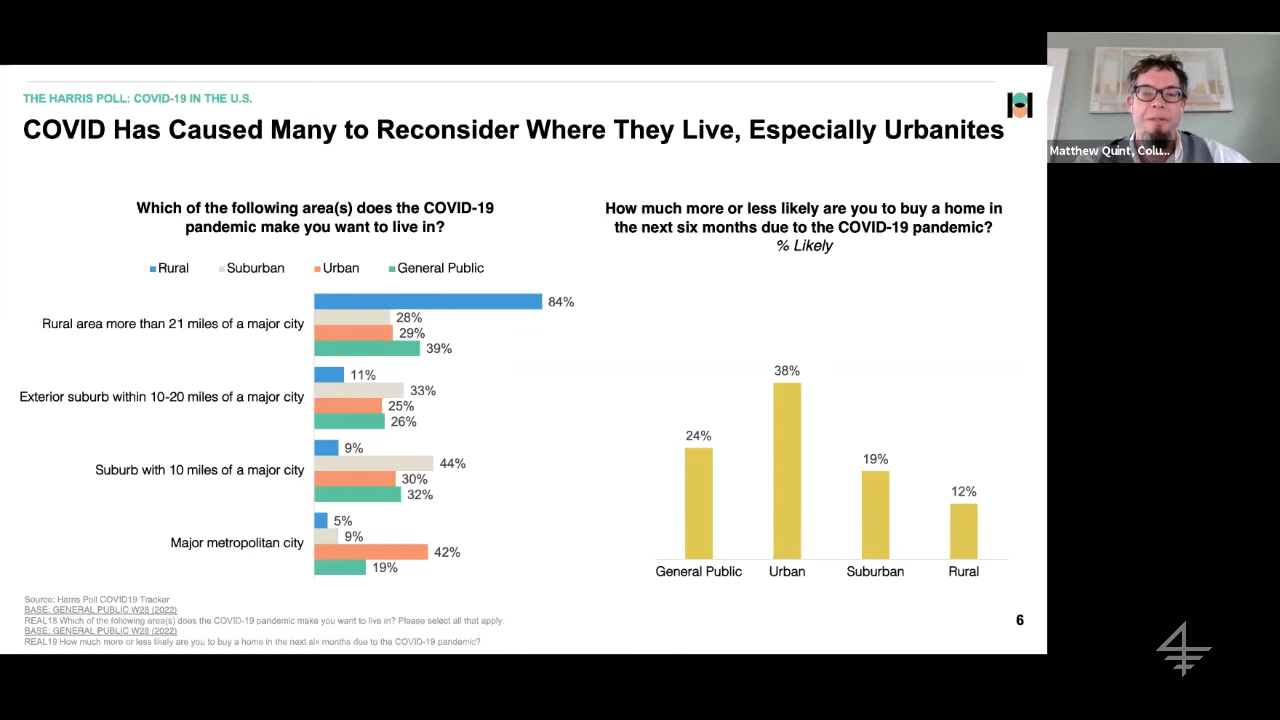 THE HARRIS POLL: COVID-19 IN THE U.S.
COVID Has Caused Many to Reconsider Where They Live, Especially Urbanites
Matthew Quint, Colu...
Which of the following area(s) does the COVID-19
pandemic make you want to live in?
Rural Suburban Urban General Public
Rural area more than 21 miles of a major city
84%
28%
29%
39%
Exterior suburb within 10-20 miles of a major city
11%
33%
25%
26%
Suburb with 10 miles of a major city
9%
44%
30%
32%
Major metropolitan city
5%
9%
42%
19%
How much more or less likely are you to buy a home in
the next six months due to the COVID-19 pandemic?
% Likely
24%
38%
19%
12%
General Public Urban Suburban Rural
Source: Harris Poll COVID19 Tracker
BASE: GENERAL PUBLIC W28 (2022)
REAL18 Which of the following area(s) does the COVID-19 pandemic make you want to live in? Please select all that apply.
BASE: GENERAL PUBLIC W28 (2022)
REAL19 How much more or less likely are you to buy a home in the next six months due to the COVID-19 pandemic?
6